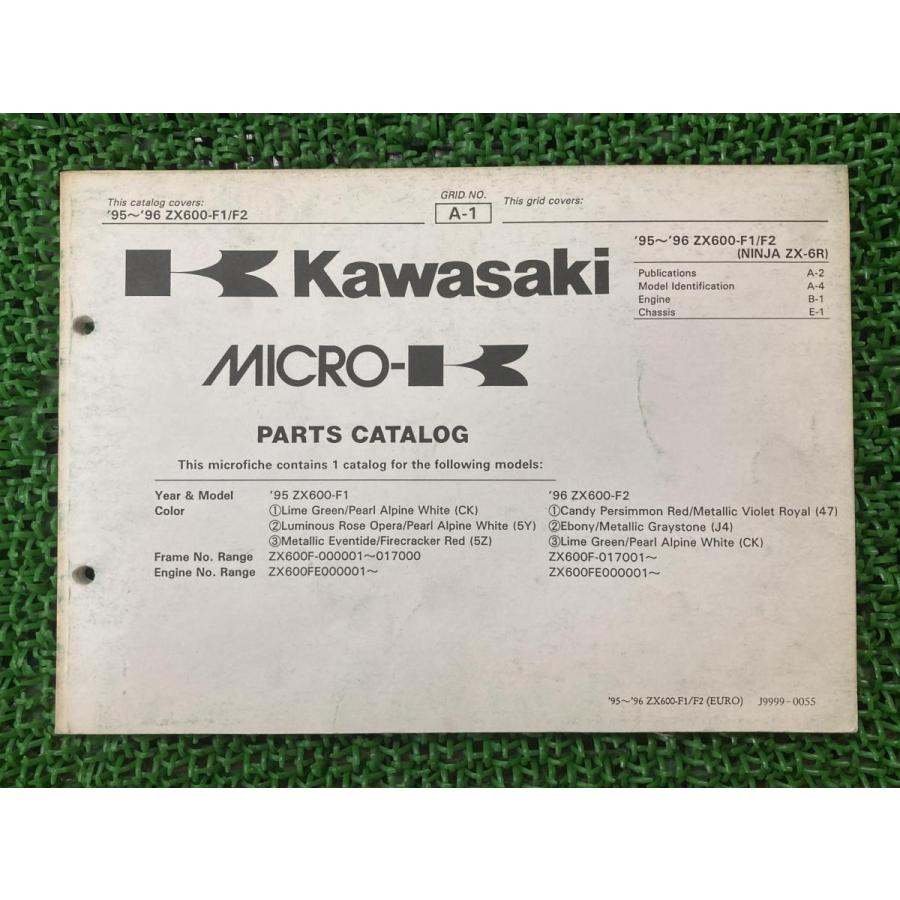 This catalog covers:
'95～'96 ZX600-F1/F2
GRID NO.
A-1
This grid covers:
'95～'96 ZX600-F1/F2
(NINJA ZX-6R)
Publications A-2
Model Identification A-4
Engine B-1
Chassis E-1
Kawasaki
MICRO-K
PARTS CATALOG
This microfiche contains 1 catalog for the following models:
Year & Model '95 ZX600-F1 '96 ZX600-F2
Color ①Lime Green/Pearl Alpine White (CK) ①Candy Persimmon Red/Metallic Violet Royal (47)
②Luminous Rose Opera/Pearl Alpine White (5Y) ②Ebony/Metallic Graystone (J4)
③Metallic Eventide/Firecracker Red (5Z) ③Lime Green/Pearl Alpine White (CK)
Frame No. Range ZX600F-000001～017000 ZX600F-017001～
Engine No. Range ZX600FE000001～ ZX600FE000001～
'95～'96 ZX600-F1/F2 (EURO) J9999-0055